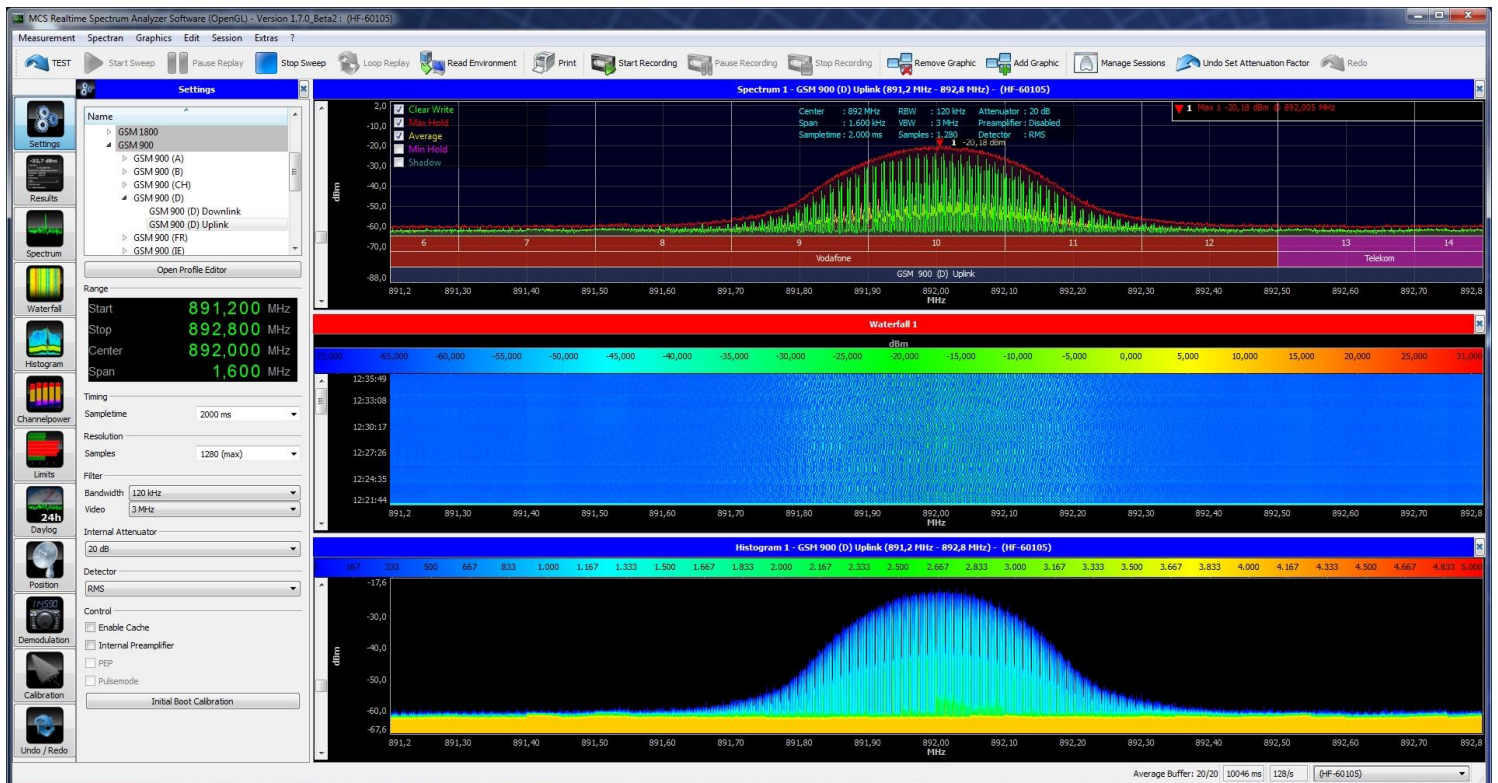 MCS Realtime Spectrum Analyzer Software (OpenGL) - Version 1.7.0_Beta2 : (HF-60105)
Measurement Spectran Graphics Edit Session Extras ?
TEST Start Sweep Pause Replay Stop Sweep Loop Replay Read Environment Print Start Recording Pause Recording Stop Recording Remove Graphic Add Graphic Manage Sessions Undo Set Attenuation Factor Redo
Settings
Results
Spectrum
Waterfall
Histogram
Channelpower
Limits
24h
Daylog
Position
Demodulation
Calibration
Undo / Redo
Settings
Name
GSM 1800
GSM 900
GSM 900 (A)
GSM 900 (B)
GSM 900 (CH)
GSM 900 (D)
GSM 900 (D) Downlink
GSM 900 (D) Uplink
GSM 900 (FR)
GSM 900 (IE)
Open Profile Editor
Range
Start 891,200 MHz
Stop 892,800 MHz
Center 892,000 MHz
Span 1,600 MHz
Timing
Sampletime 2000 ms
Resolution
Samples 1280 (max)
Filter
Bandwidth 120 kHz
Video 3 MHz
Internal Attenuator
20 dB
Detector
RMS
Control
Enable Cache
Internal Preamplifier
PEP
Pulsemode
Initial Boot Calibration
Spectrum 1 - GSM 900 (D) Uplink (891,2 MHz - 892,8 MHz) - (HF-60105)
Clear Write
Max Hold
Average
Min Hold
Shadow
Center : 892 MHz RBW : 120 kHz Attenuator : 20 dB
Span : 1.600 kHz VBW : 3 MHz Preamplifier : Disabled
Sampletime : 2.000 ms Samples : 1.280 Detector : RMS
1 -20,18 dBm
1 Max 1 -20,18 dBm @ 892,005 MHz
2,0
-10,0
-20,0
-30,0
-40,0
-50,0
-60,0
-70,0
-88,0
dBm
6 7 8 9 10 11 12 13 14
Vodafone Telekom
GSM 900 (D) Uplink
891,2 891,30 891,40 891,50 891,60 891,70 891,80 891,90 892,00 892,10 892,20 892,30 892,40 892,50 892,60 892,70 892,8
MHz
Waterfall 1
dBm
-72,000 -65,000 -60,000 -55,000 -50,000 -45,000 -40,000 -35,000 -30,000 -25,000 -20,000 -15,000 -10,000 -5,000 0,000 5,000 10,000 15,000 20,000 25,000 31,000
12:35:49
12:33:08
12:30:17
12:27:26
12:24:35
12:21:44
891,2 891,30 891,40 891,50 891,60 891,70 891,80 891,90 892,00 892,10 892,20 892,30 892,40 892,50 892,60 892,70 892,8
MHz
Histogram 1 - GSM 900 (D) Uplink (891,2 MHz - 892,8 MHz) - (HF-60105)
167 333 500 667 833 1.000 1.167 1.333 1.500 1.667 1.833 2.000 2.167 2.333 2.500 2.667 2.833 3.000 3.167 3.333 3.500 3.667 3.833 4.000 4.167 4.333 4.500 4.667 4.833 5.000
-17,6
-30,0
-40,0
-50,0
-60,0
-67,6
dBm
891,2 891,30 891,40 891,50 891,60 891,70 891,80 891,90 892,00 892,10 892,20 892,30 892,40 892,50 892,60 892,70 892,8
MHz
Average Buffer: 20/20 10046 ms 128/s (HF-60105)